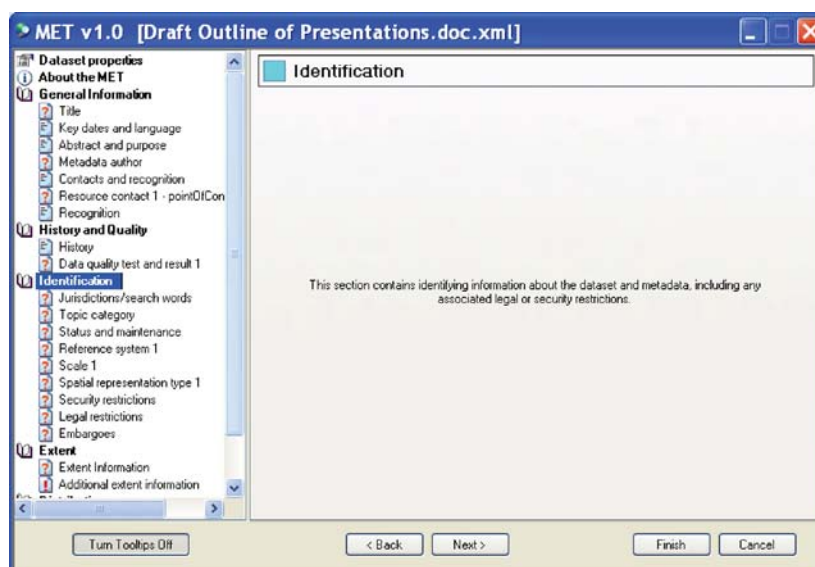 MET v1.0 [Draft Outline of Presentations.doc.xml]
Dataset properties
About the MET
General Information
Title
Key dates and language
Abstract and purpose
Metadata author
Contacts and recognition
Resource contact 1 - pointOfCon
Recognition
History and Quality
History
Data quality test and result 1
Identification
Jurisdictions/search words
Topic category
Status and maintenance
Reference system 1
Scale 1
Spatial representation type 1
Security restrictions
Legal restrictions
Embargoes
Extent
Extent Information
Additional extent information
Identification
This section contains identifying information about the dataset and metadata, including any
associated legal or security restrictions.
Turn Tooltips Off
< Back
Next >
Finish
Cancel